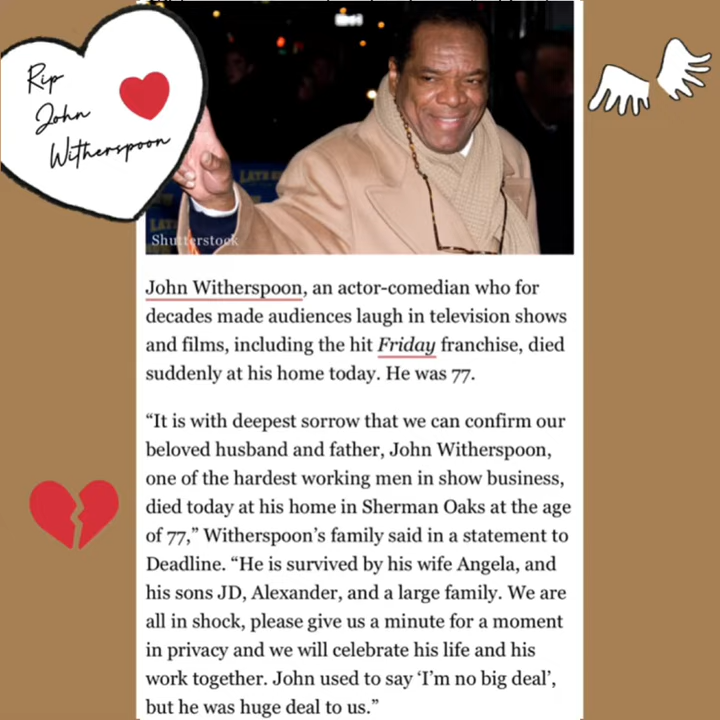 Rip
John
Witherspoon
LATE
LAT
Shutterstock
John Witherspoon, an actor-comedian who for
decades made audiences laugh in television shows
and films, including the hit Friday franchise, died
suddenly at his home today. He was 77.
“It is with deepest sorrow that we can confirm our
beloved husband and father, John Witherspoon,
one of the hardest working men in show business,
died today at his home in Sherman Oaks at the age
of 77,” Witherspoon’s family said in a statement to
Deadline. “He is survived by his wife Angela, and
his sons JD, Alexander, and a large family. We are
all in shock, please give us a minute for a moment
in privacy and we will celebrate his life and his
work together. John used to say ‘I’m no big deal’,
but he was huge deal to us.”